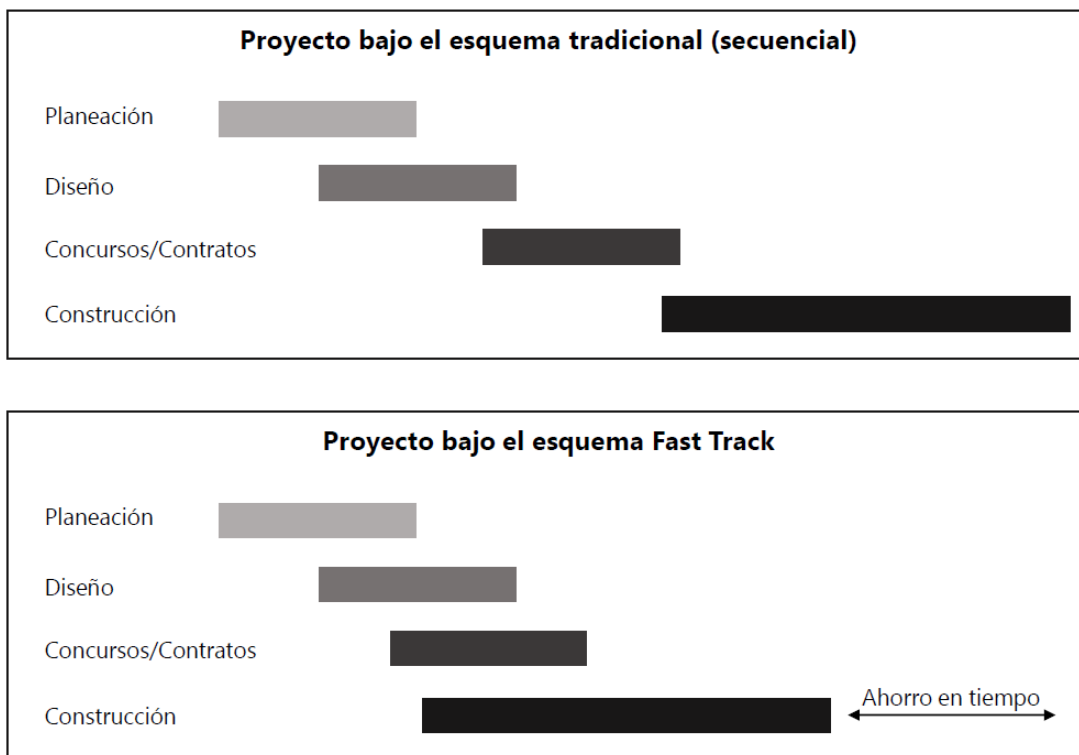 Proyecto bajo el esquema tradicional (secuencial)
Planeación
Diseño
Concursos/Contratos
Construcción
Proyecto bajo el esquema Fast Track
Planeación
Diseño
Concursos/Contratos
Construcción
Ahorro en tiempo